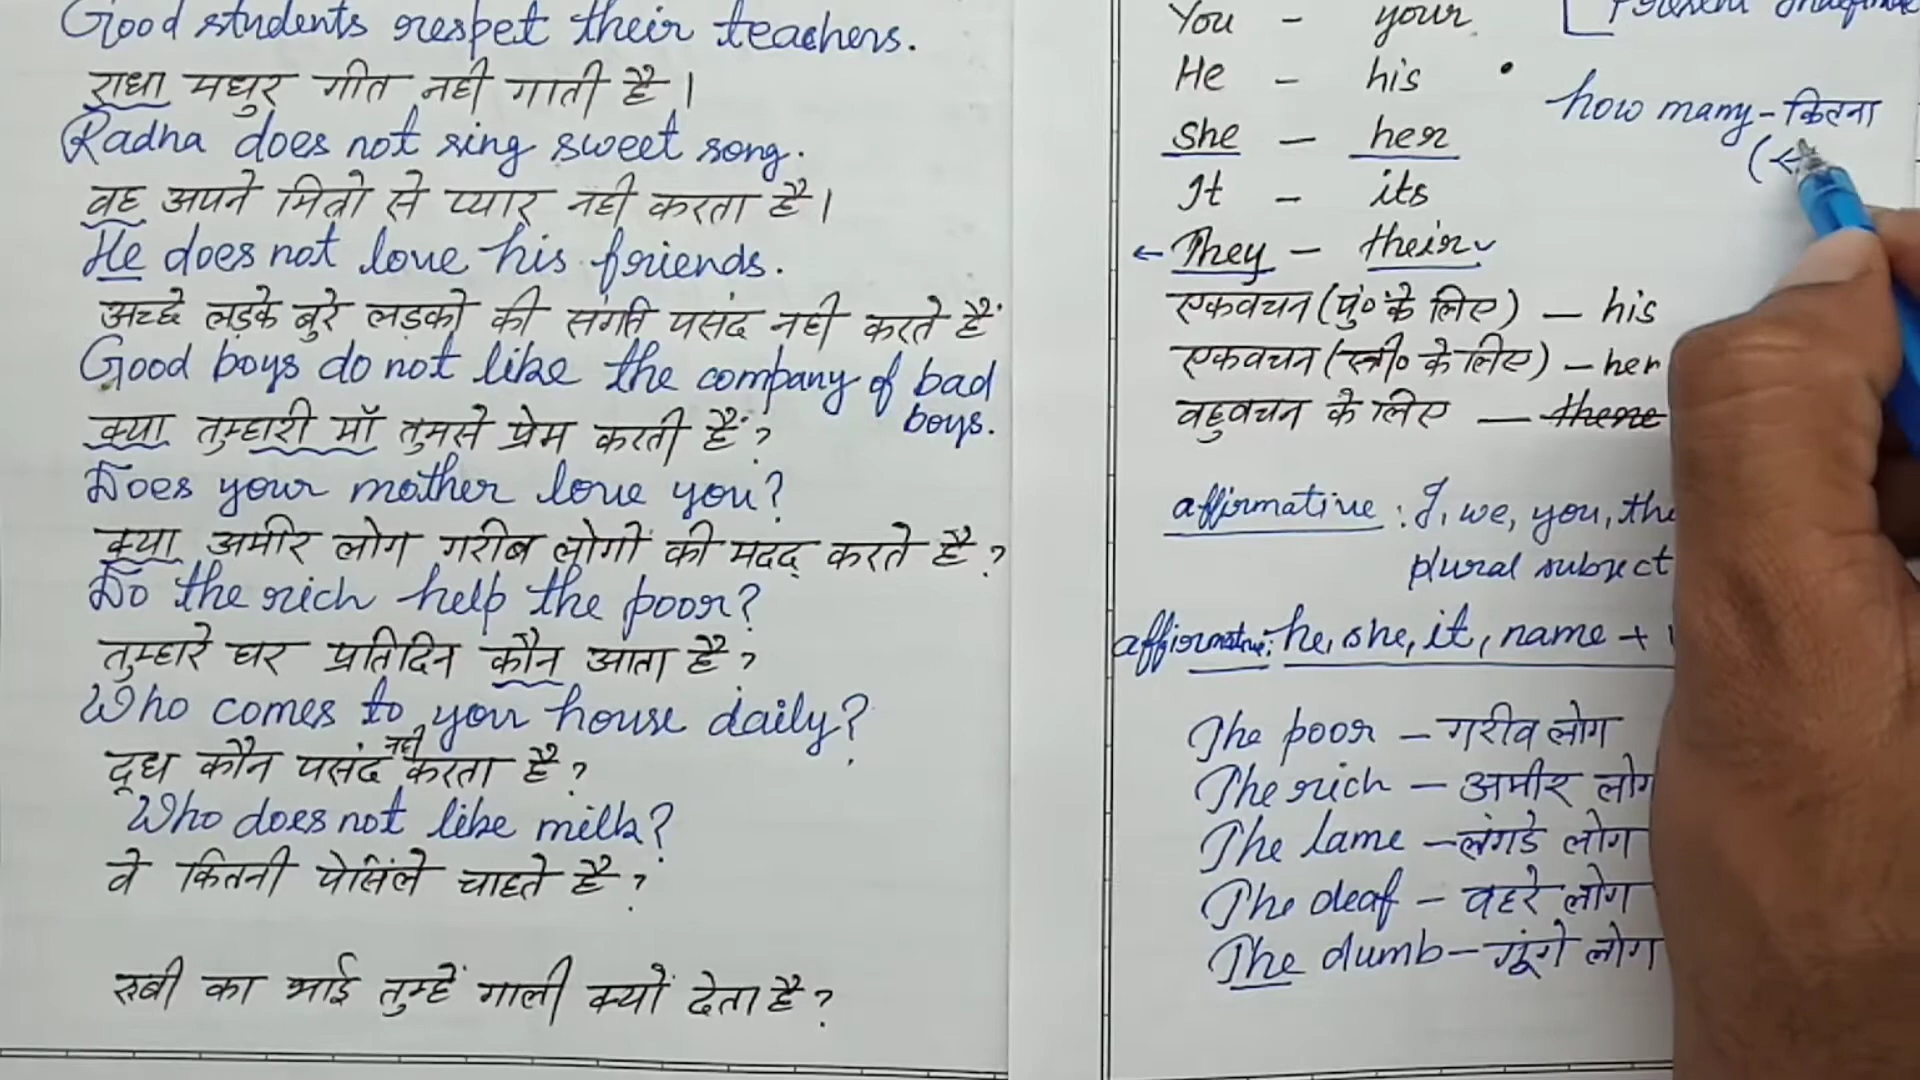 Good students respet their teachers.
राधा मधुर गीत नही गाती है।
Radha does not sing sweet song.
वह अपने मित्रो से प्यार नही करता है।
He does not love his friends.
अच्छे लड़के बुरे लड़को की संगति पसंद नही करते हैं
Good boys do not like the company of bad
boys.
क्या तुम्हारी माँ तुमसे प्रेम करती हैं?
Does your mother love you?
क्या अमीर लोग गरीब लोगों की मदद् करते है?
Do the rich help the poor?
तुम्हारे घर प्रतिदिन कौन आता है?
Who comes to your house daily?
दूध कौन पसंद नही करता है?
Who does not like milk?
वे कितनी पेंसिले चाहते है?
रूबी का भाई तुम्हें गाली क्यों देता है?
You - your
He - his
She - her
It - its
← They - their
एकवचन (पुं० के लिए) - his
एकवचन (स्त्री० के लिए) - her
वहुवचन के लिए -
affirmative : I, we, you, the
plural subject
affirmative: he, she, it, name +
The poor - गरीव लोग
The rich - अमीर लोग
The lame - लंगडे लोग
The deaf - वहरे लोग
The dumb - गूंगे लोग
Present
how many - कितना